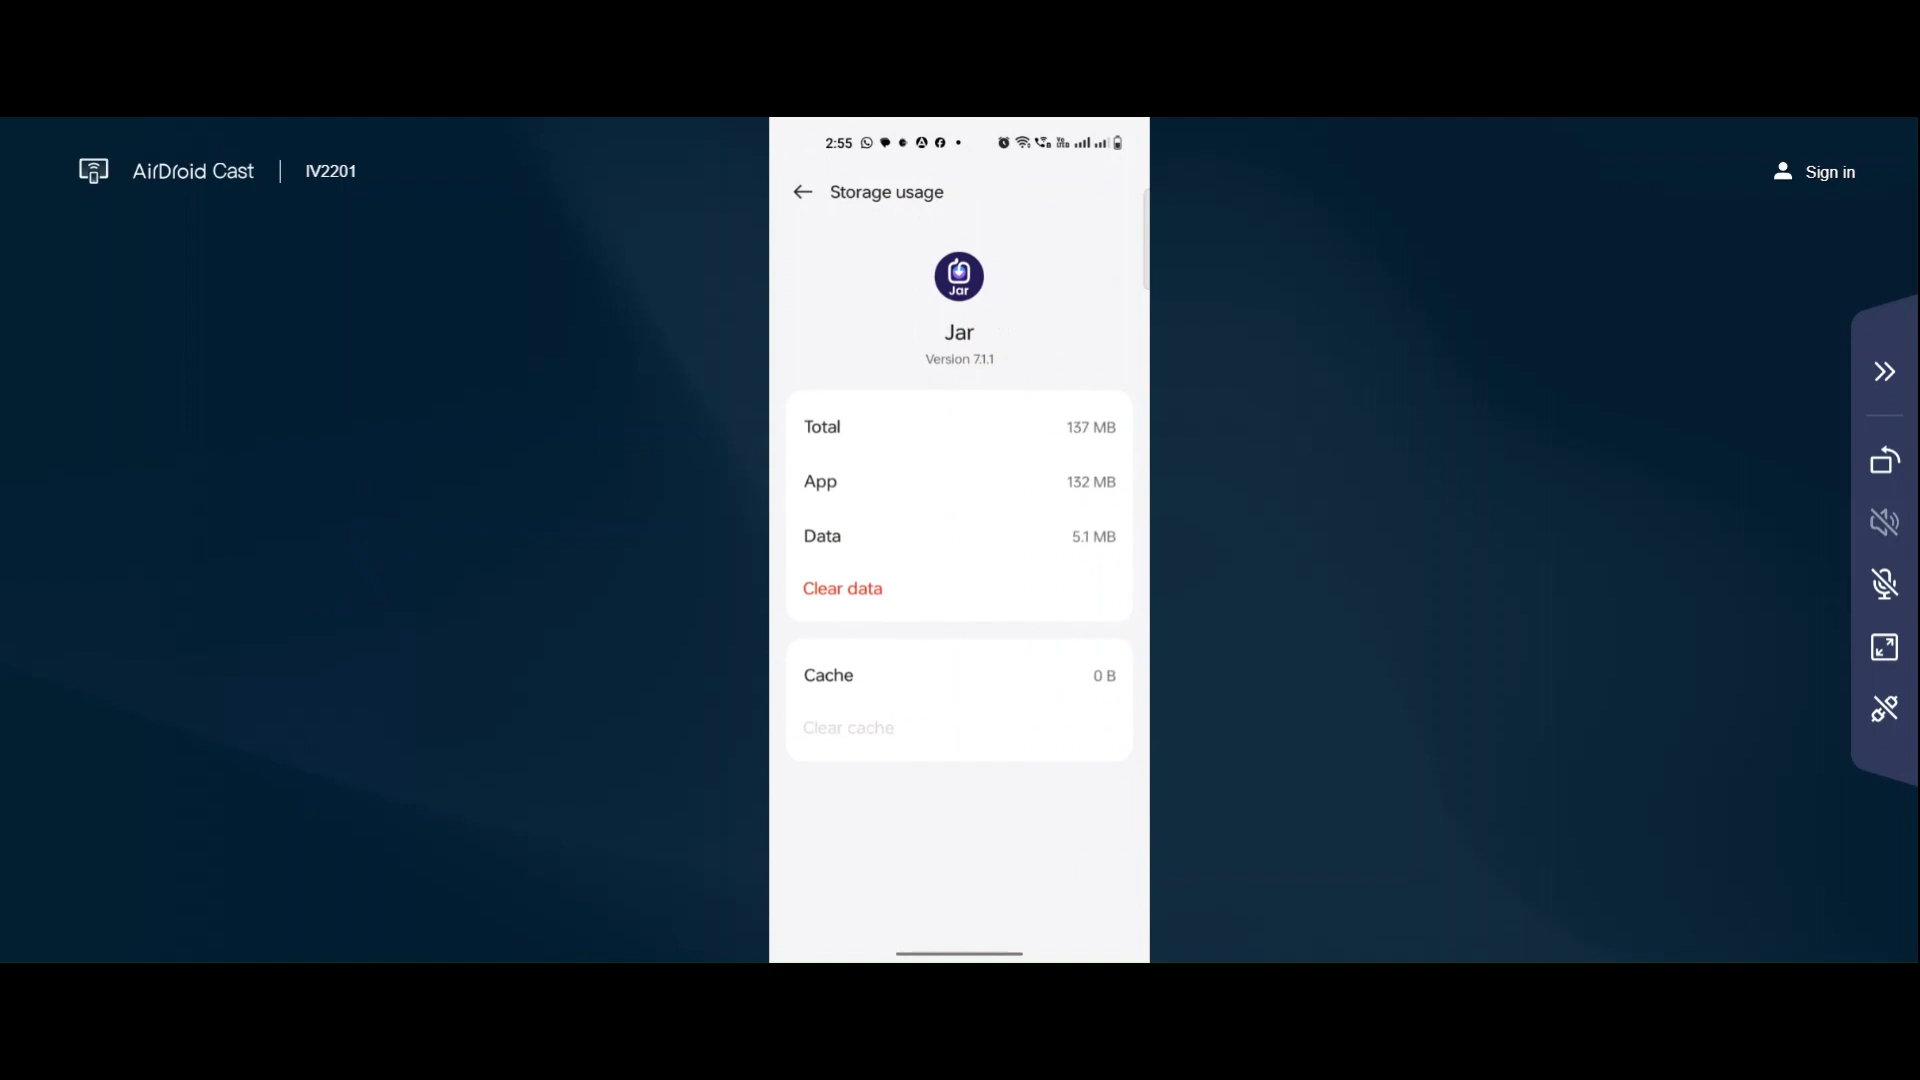 2:55
AirDroid Cast | IV2201
Sign in
Storage usage
Jar
Jar
Version 7.1.1
Total 137 MB
App 132 MB
Data 5.1 MB
Clear data
Cache 0 B
Clear cache